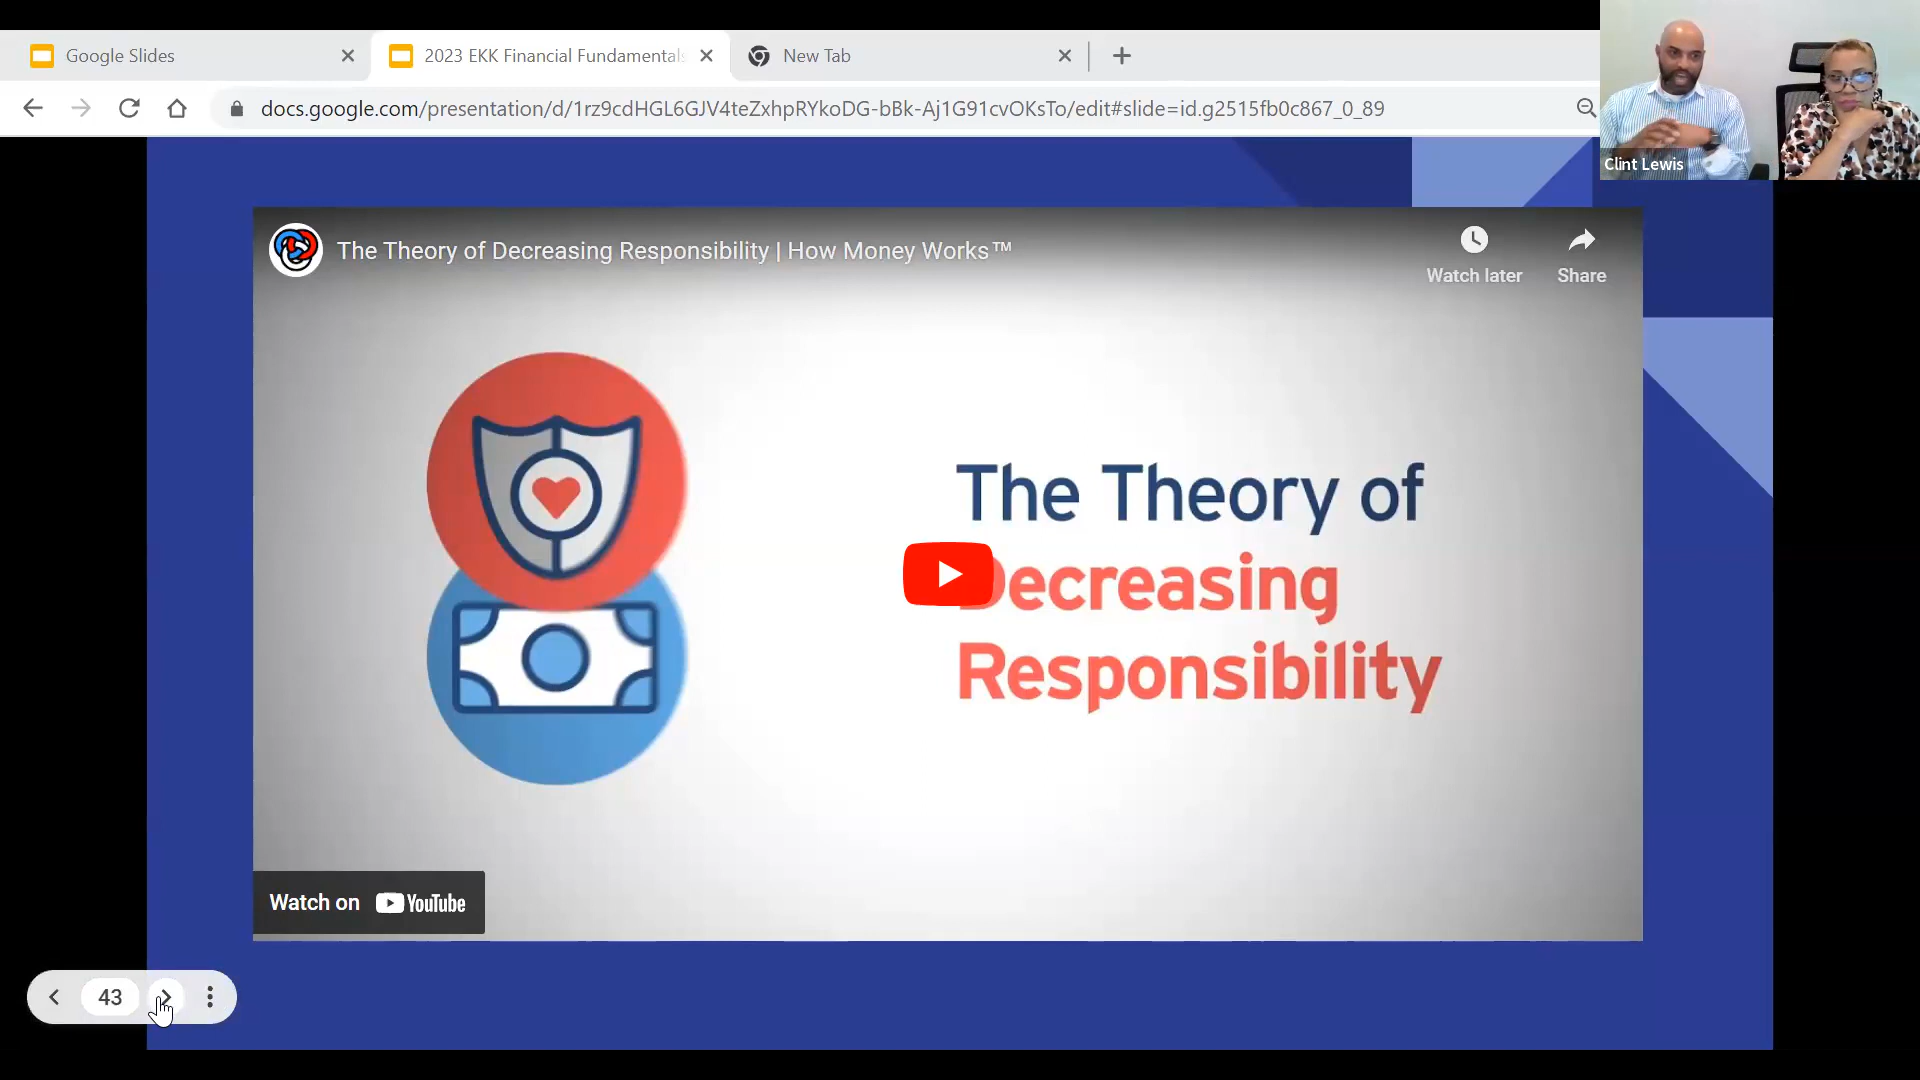 Google Slides
2023 EKK Financial Fundamentals
New Tab
docs.google.com/presentation/d/1rz9cdHGL6GJV4teZxhpRYkoDG-bBk-Aj1G91cvOKsTo/edit#slide=id.g2515fb0c867_0_89
Clint Lewis
The Theory of Decreasing Responsibility | How Money Works™
Watch later
Share
The Theory of
Decreasing
Responsibility
Watch on YouTube
43